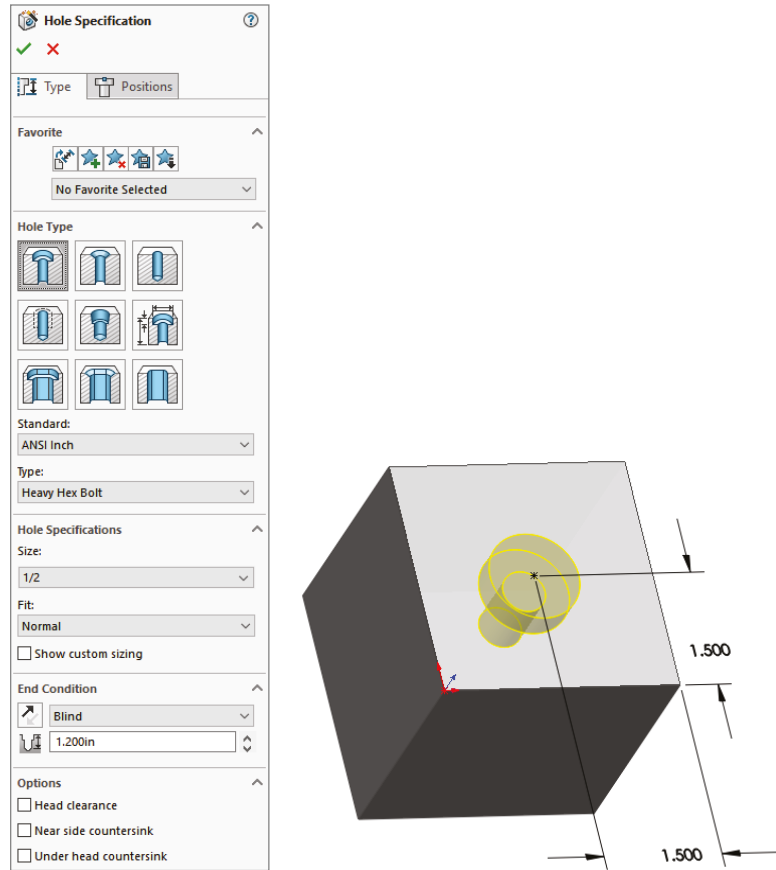 Hole Specification
?
Type
Positions
Favorite
No Favorite Selected
Hole Type
Standard:
ANSI Inch
Type:
Heavy Hex Bolt
Hole Specifications
Size:
1/2
Fit:
Normal
Show custom sizing
End Condition
Blind
1.200in
Options
Head clearance
Near side countersink
Under head countersink
1.500
1.500